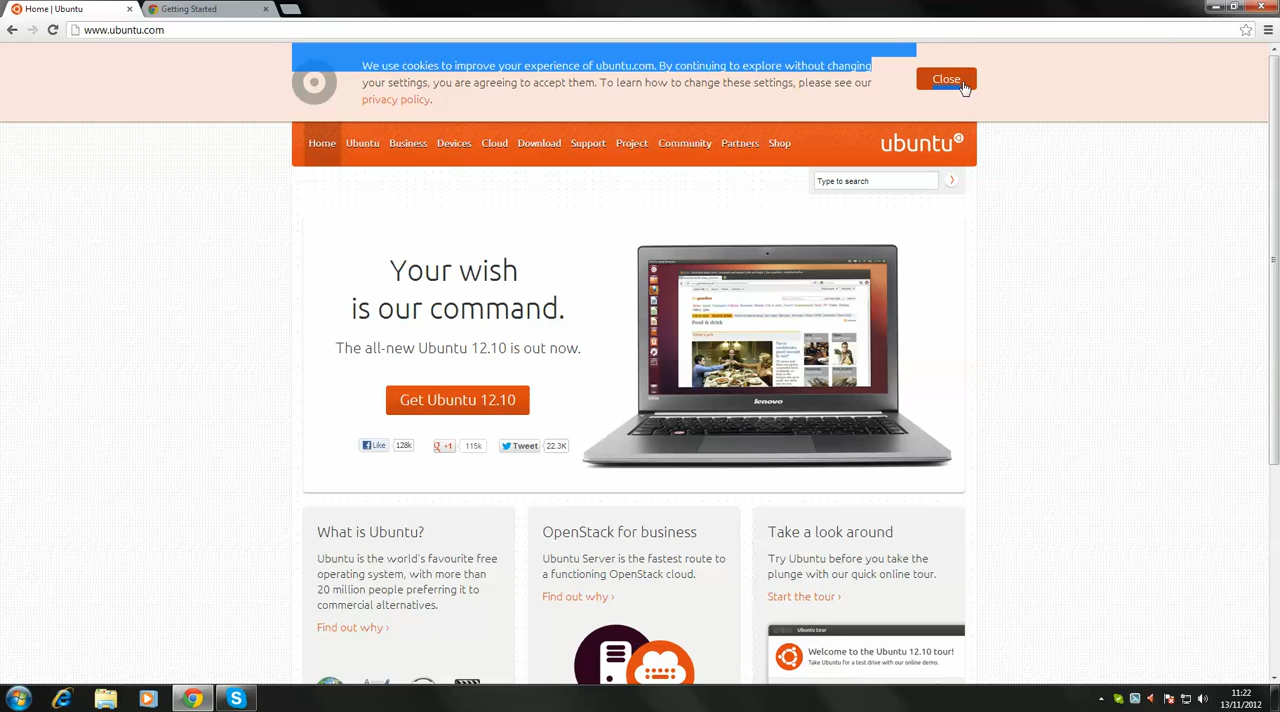 Home | Ubuntu
Getting Started
www.ubuntu.com
We use cookies to improve your experience of ubuntu.com. By continuing to explore without changing
your settings, you are agreeing to accept them. To learn how to change these settings, please see our
privacy policy.
Close
Home Ubuntu Business Devices Cloud Download Support Project Community Partners Shop
ubuntu
Type to search
Your wish
is our command.
The all-new Ubuntu 12.10 is out now.
Get Ubuntu 12.10
Like 128k +1 115k Tweet 22.3K
Food & drink
lenovo
What is Ubuntu?
Ubuntu is the world's favourite free
operating system, with more than
20 million people preferring it to
commercial alternatives.
Find out why ›
OpenStack for business
Ubuntu Server is the fastest route to
a functioning OpenStack cloud.
Find out why ›
Take a look around
Try Ubuntu before you take the
plunge with our quick online tour.
Start the tour ›
Ubuntu tour
Welcome to the Ubuntu 12.10 tour!
Take Ubuntu for a test drive with our online demo.
11:22
13/11/2012